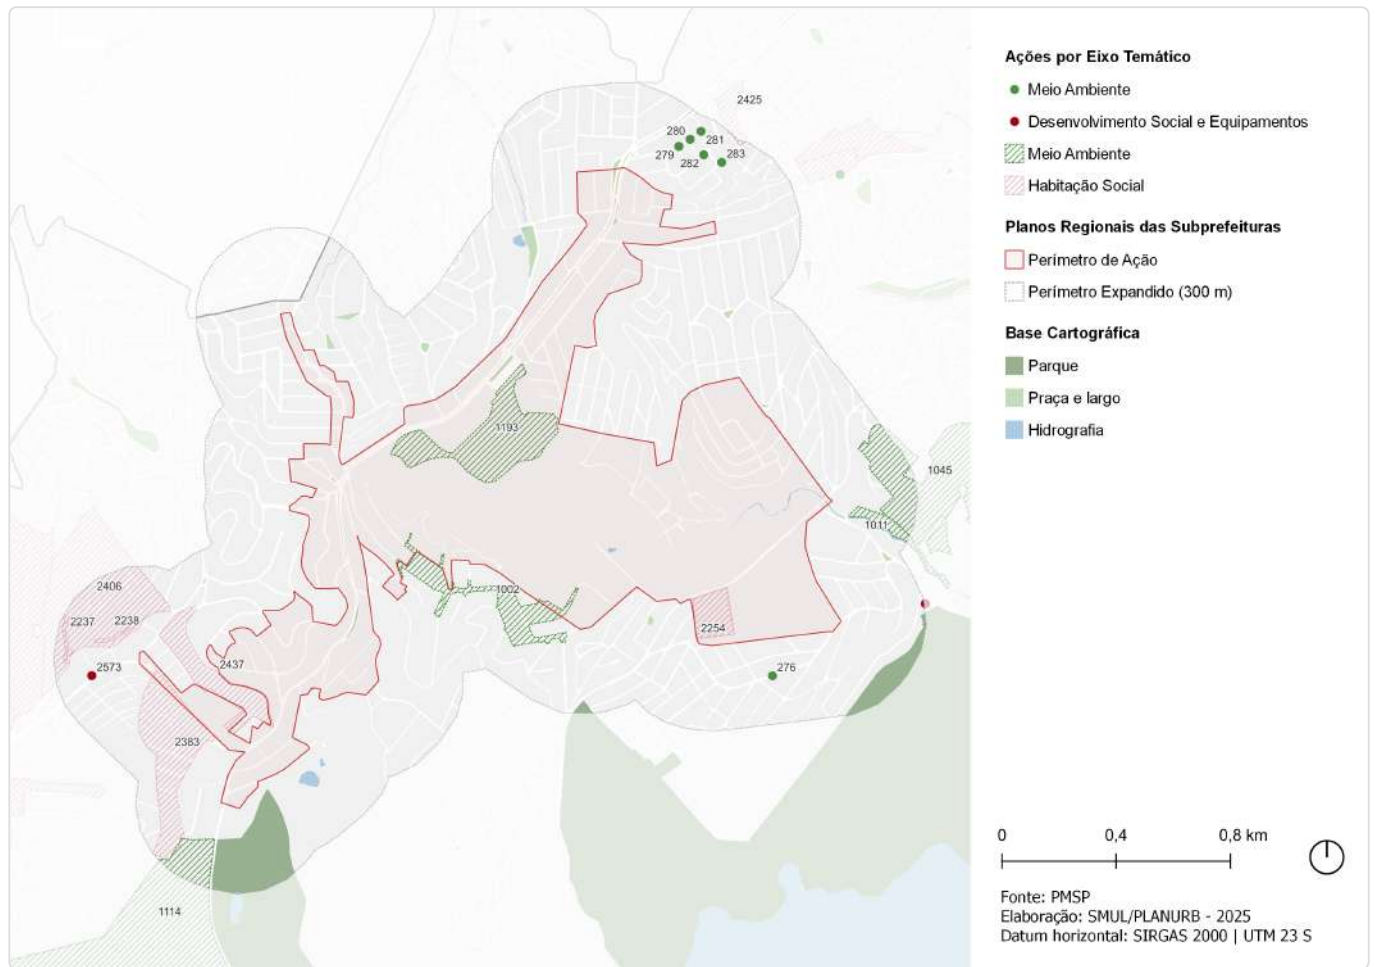 2425
280
281
279
282
283
1193
1045
1011
2406
2237
2238
1002
2254
2573
2437
276
2383
1114
Ações por Eixo Temático
Meio Ambiente
Desenvolvimento Social e Equipamentos
Meio Ambiente
Habitação Social
Planos Regionais das Subprefeituras
Perímetro de Ação
Perímetro Expandido (300 m)
Base Cartográfica
Parque
Praça e largo
Hidrografia
0 0,4 0,8 km
Fonte: PMSP
Elaboração: SMUL/PLANURB - 2025
Datum horizontal: SIRGAS 2000 | UTM 23 S